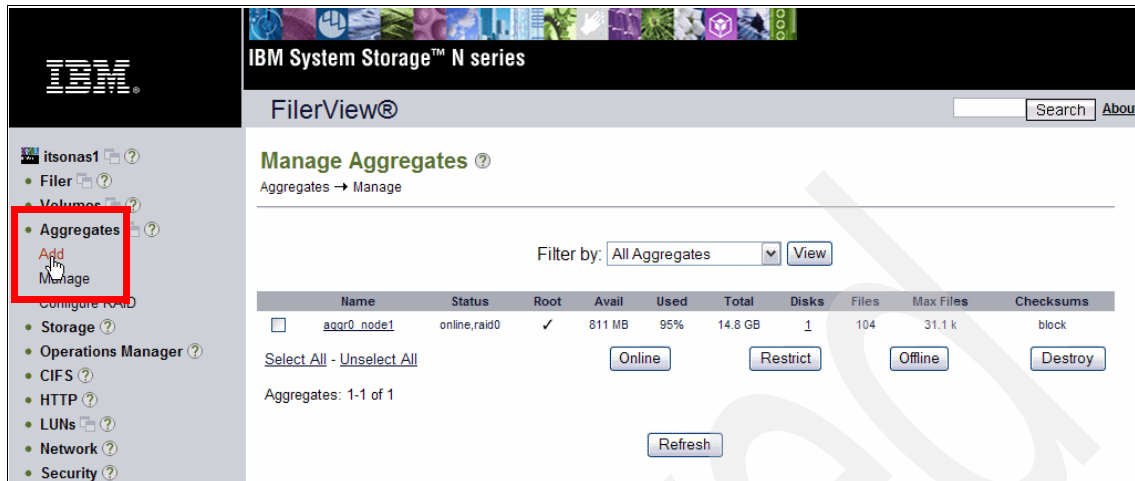 IBM®
IBM System Storage™ N series
FilerView®
Search Abou
itsonas1
Filer
Volumes
Aggregates
Add
Manage
Configure RAID
Storage
Operations Manager
CIFS
HTTP
LUNs
Network
Security
Manage Aggregates
Aggregates → Manage
Filter by: All Aggregates View
Name Status Root Avail Used Total Disks Files Max Files Checksums
aggr0_node1 online,raid0 ✓ 811 MB 95% 14.8 GB 1 104 31.1 k block
Select All - Unselect All Online Restrict Offline Destroy
Aggregates: 1-1 of 1
Refresh